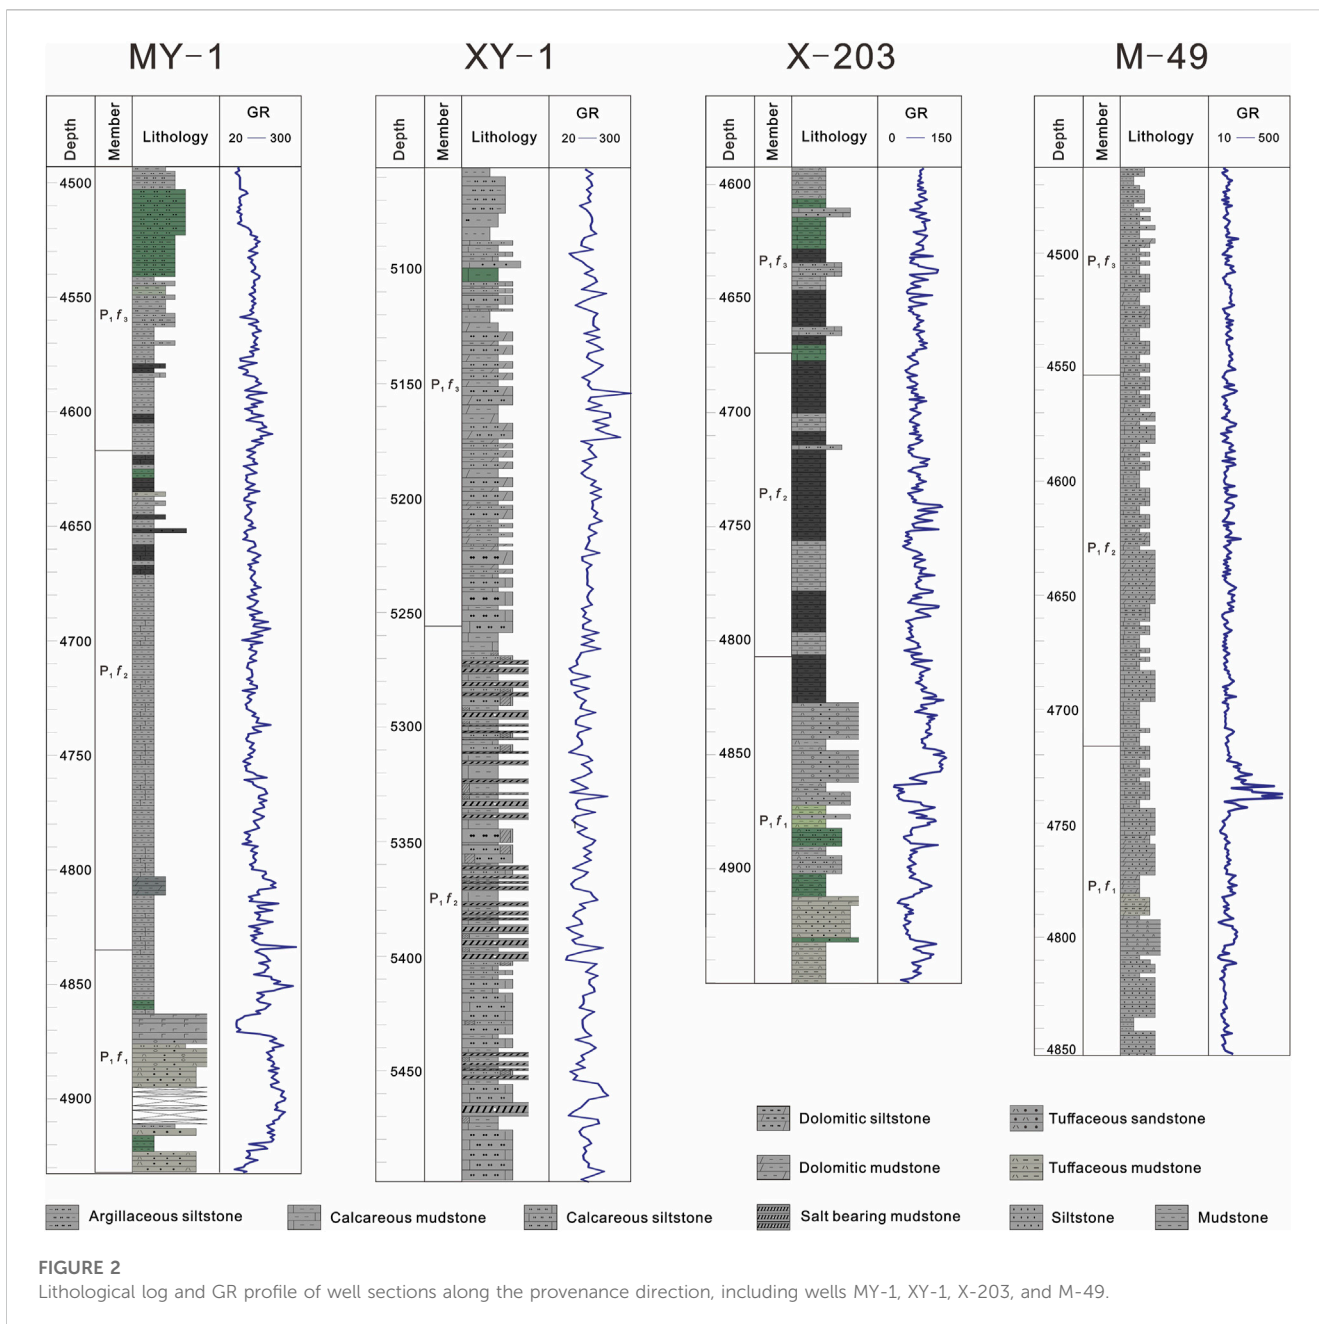 MY-1
XY-1
X-203
M-49
Depth
Member
Lithology
GR
20 — 300
4500
4550
4600
4650
4700
4750
4800
4850
4900
P₁f₃
P₁f₂
P₁f₁
Depth
Member
Lithology
GR
20 — 300
5100
5150
5200
5250
5300
5350
5400
5450
P₁f₃
P₁f₂
Depth
Member
Lithology
GR
0 — 150
4600
4650
4700
4750
4800
4850
4900
P₁f₃
P₁f₂
P₁f₁
Depth
Member
Lithology
GR
10 — 500
4500
4550
4600
4650
4700
4750
4800
4850
P₁f₃
P₁f₂
P₁f₁
Dolomitic siltstone
Tuffaceous sandstone
Dolomitic mudstone
Tuffaceous mudstone
Argillaceous siltstone
Calcareous mudstone
Calcareous siltstone
Salt bearing mudstone
Siltstone
Mudstone
FIGURE 2
Lithological log and GR profile of well sections along the provenance direction, including wells MY-1, XY-1, X-203, and M-49.